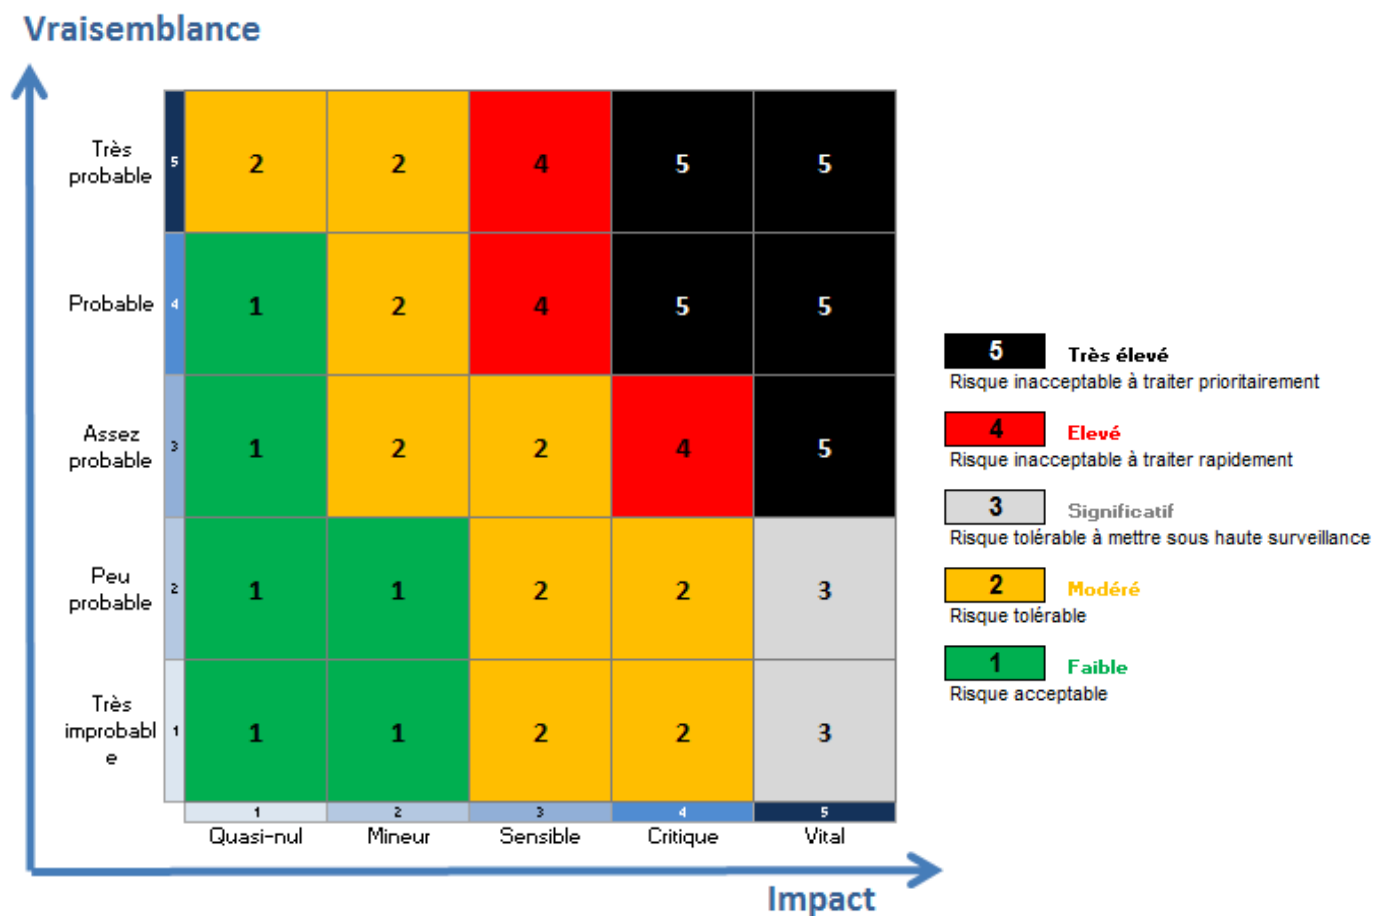 Vraisemblance
Très
probable
5
2
2
4
5
5
Probable
4
1
2
4
5
5
Assez
probable
3
1
2
2
4
5
Peu
probable
2
1
1
2
2
3
Très
improbabl
e
1
1
1
2
2
3
1
2
3
4
5
Quasi-nul
Mineur
Sensible
Critique
Vital
Impact
5
Très élevé
Risque inacceptable à traiter prioritairement
4
Elevé
Risque inacceptable à traiter rapidement
3
Significatif
Risque tolérable à mettre sous haute surveillance
2
Modéré
Risque tolérable
1
Faible
Risque acceptable